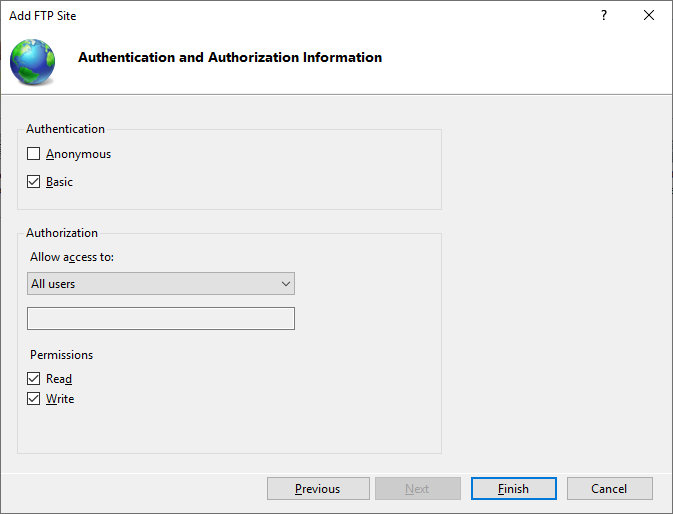 Add FTP Site
?
Authentication and Authorization Information
Authentication
Anonymous
Basic
Authorization
Allow access to:
All users
Permissions
Read
Write
Previous Next Finish Cancel